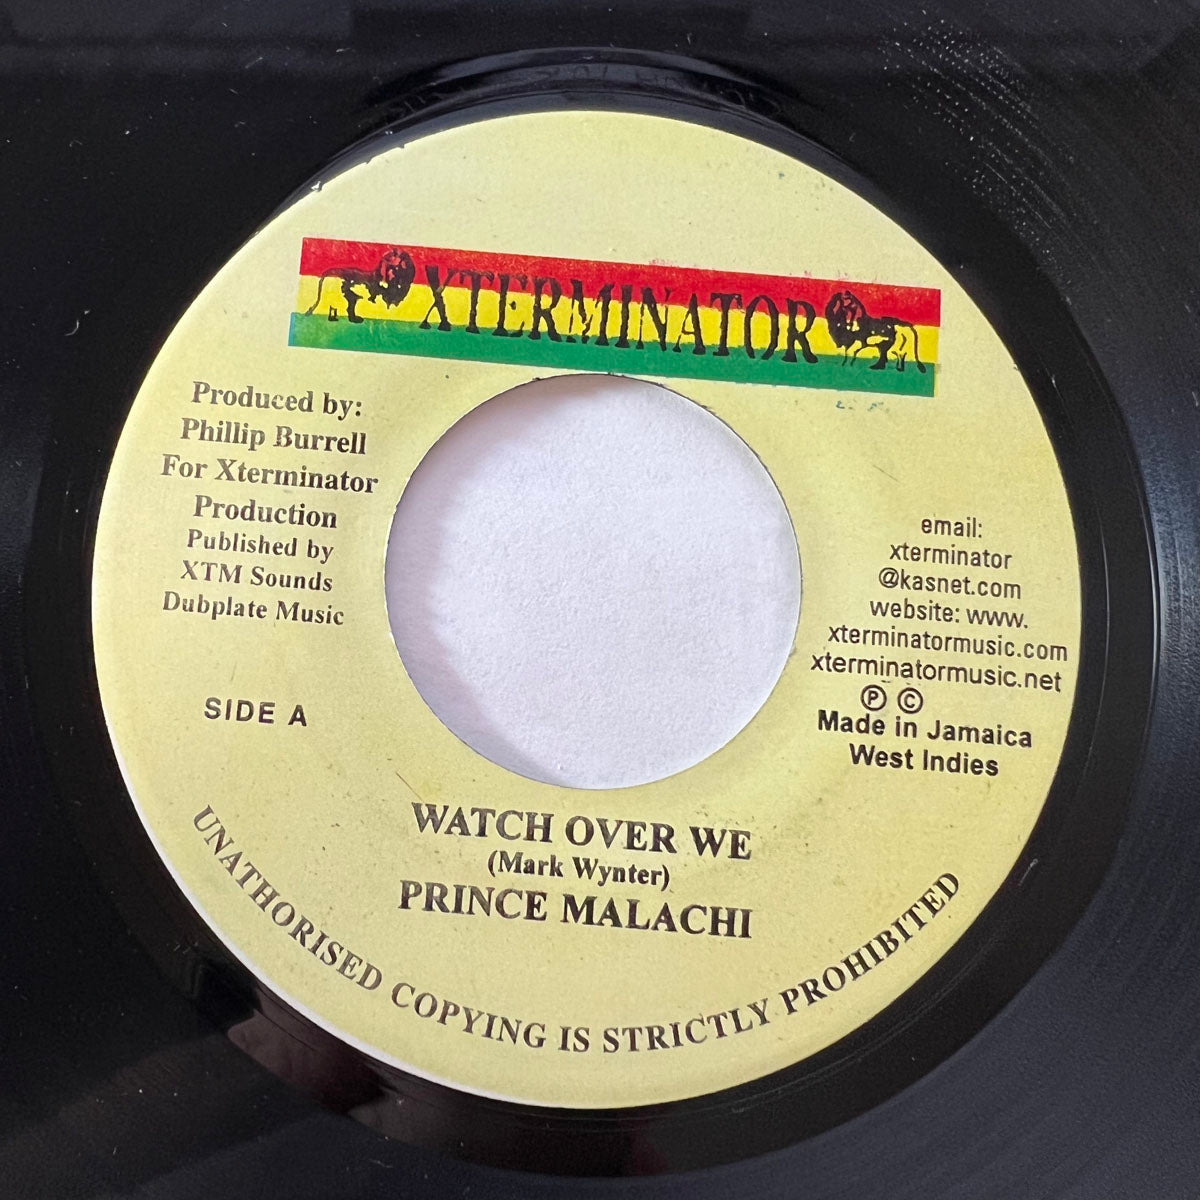 XTERMINATOR
Produced by:
Phillip Burrell
For Xterminator
Production
Published by
XTM Sounds
Dubplate Music
SIDE A
email:
xterminator
@kasnet.com
website: www.
xterminatormusic.com
xterminatormusic.net
Ⓟ ©
Made in Jamaica
West Indies
WATCH OVER WE
(Mark Wynter)
PRINCE MALACHI
UNATHORISED COPYING IS STRICTLY PROHIBITED